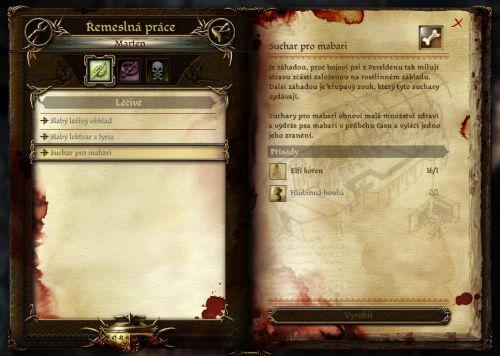 Řemeslná práce
Marten
Léčivé
Slabý léčivý obklad
Slabý lektvar z lyria
Suchar pro mabari
Suchar pro mabari
Je záhadou, proč bojoví psi z Fereldenu tak milují
stravu zčásti založenou na rostlinném základu.
Další záhadou je křupavý zvuk, který tyto suchary
vydávají.
Suchary pro mabari obnoví malé množství zdraví
a výdrže psa mabari v průběhu času a vyléčí jedno
jeho zranění.
Přísady
Elfí kořen 16/1
Hlubinná houba 0/1
Vyrobit